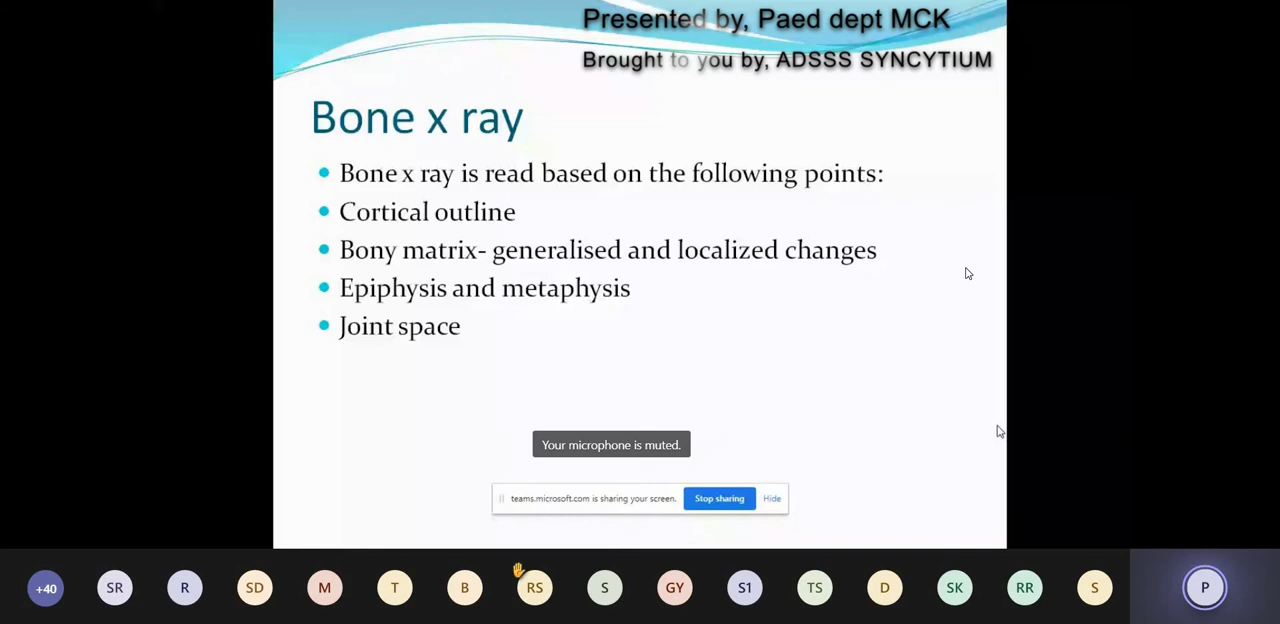 Presented by, Paed dept MCK
Brought to you by, ADSSS SYNCYTIUM
Bone x ray
Bone x ray is read based on the following points:
Cortical outline
Bony matrix- generalised and localized changes
Epiphysis and metaphysis
Joint space
Your microphone is muted.
teams.microsoft.com is sharing your screen. Stop sharing Hide
+40 SR R SD M T B RS S GY S1 TS D SK RR S P